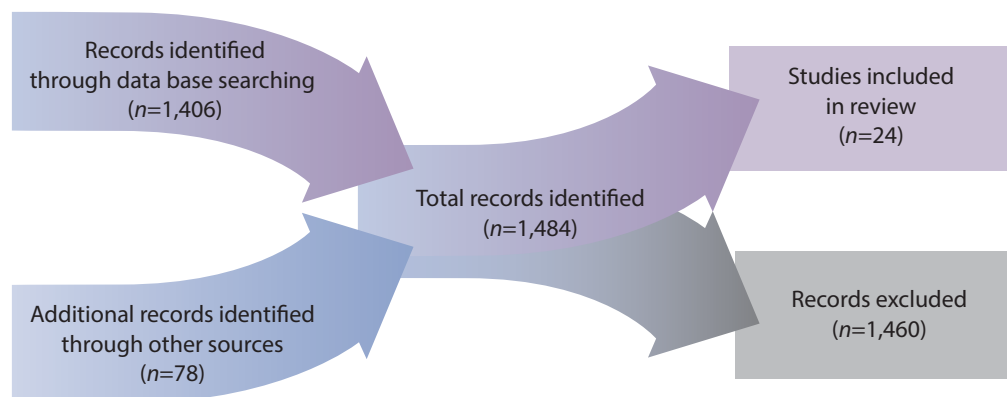 Records identified
through data base searching
(n=1,406)
Additional records identified
through other sources
(n=78)
Total records identified
(n=1,484)
Studies included
in review
(n=24)
Records excluded
(n=1,460)